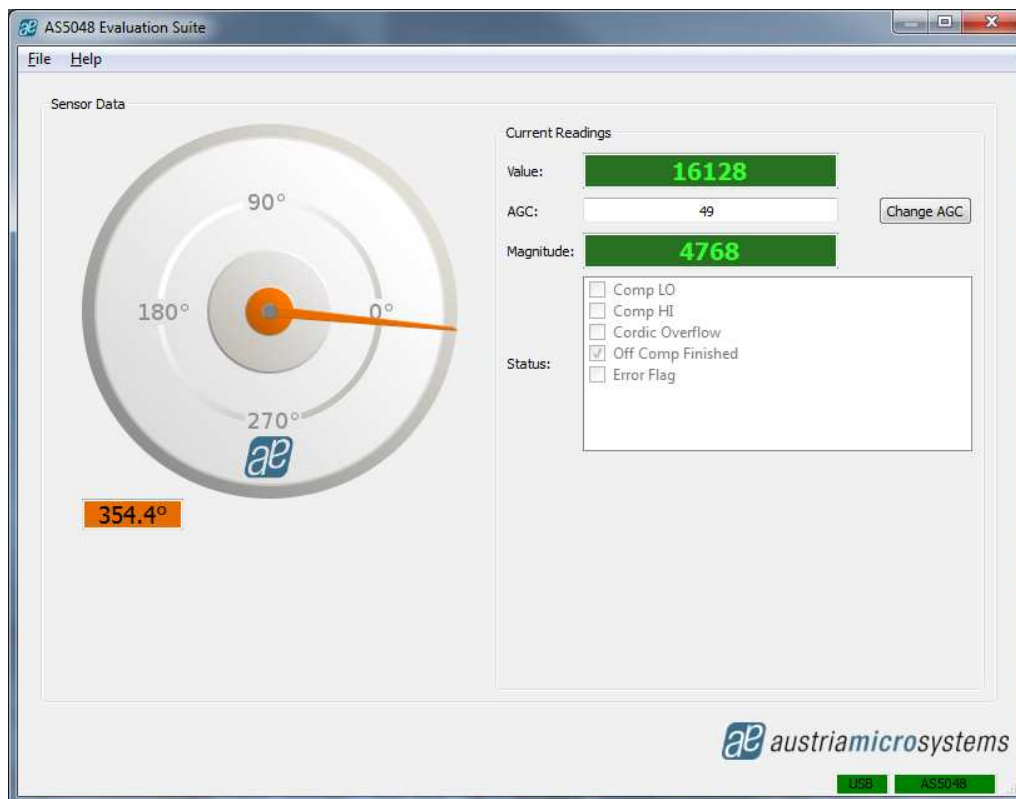 AS5048 Evaluation Suite
File Help
Sensor Data
90°
180°
0°
270°
ae
354.4°
Current Readings
Value: 16128
AGC: 49 Change AGC
Magnitude: 4768
Status:
Comp LO
Comp HI
Cordic Overflow
Off Comp Finished
Error Flag
ae austriamicrosystems
USB AS5048